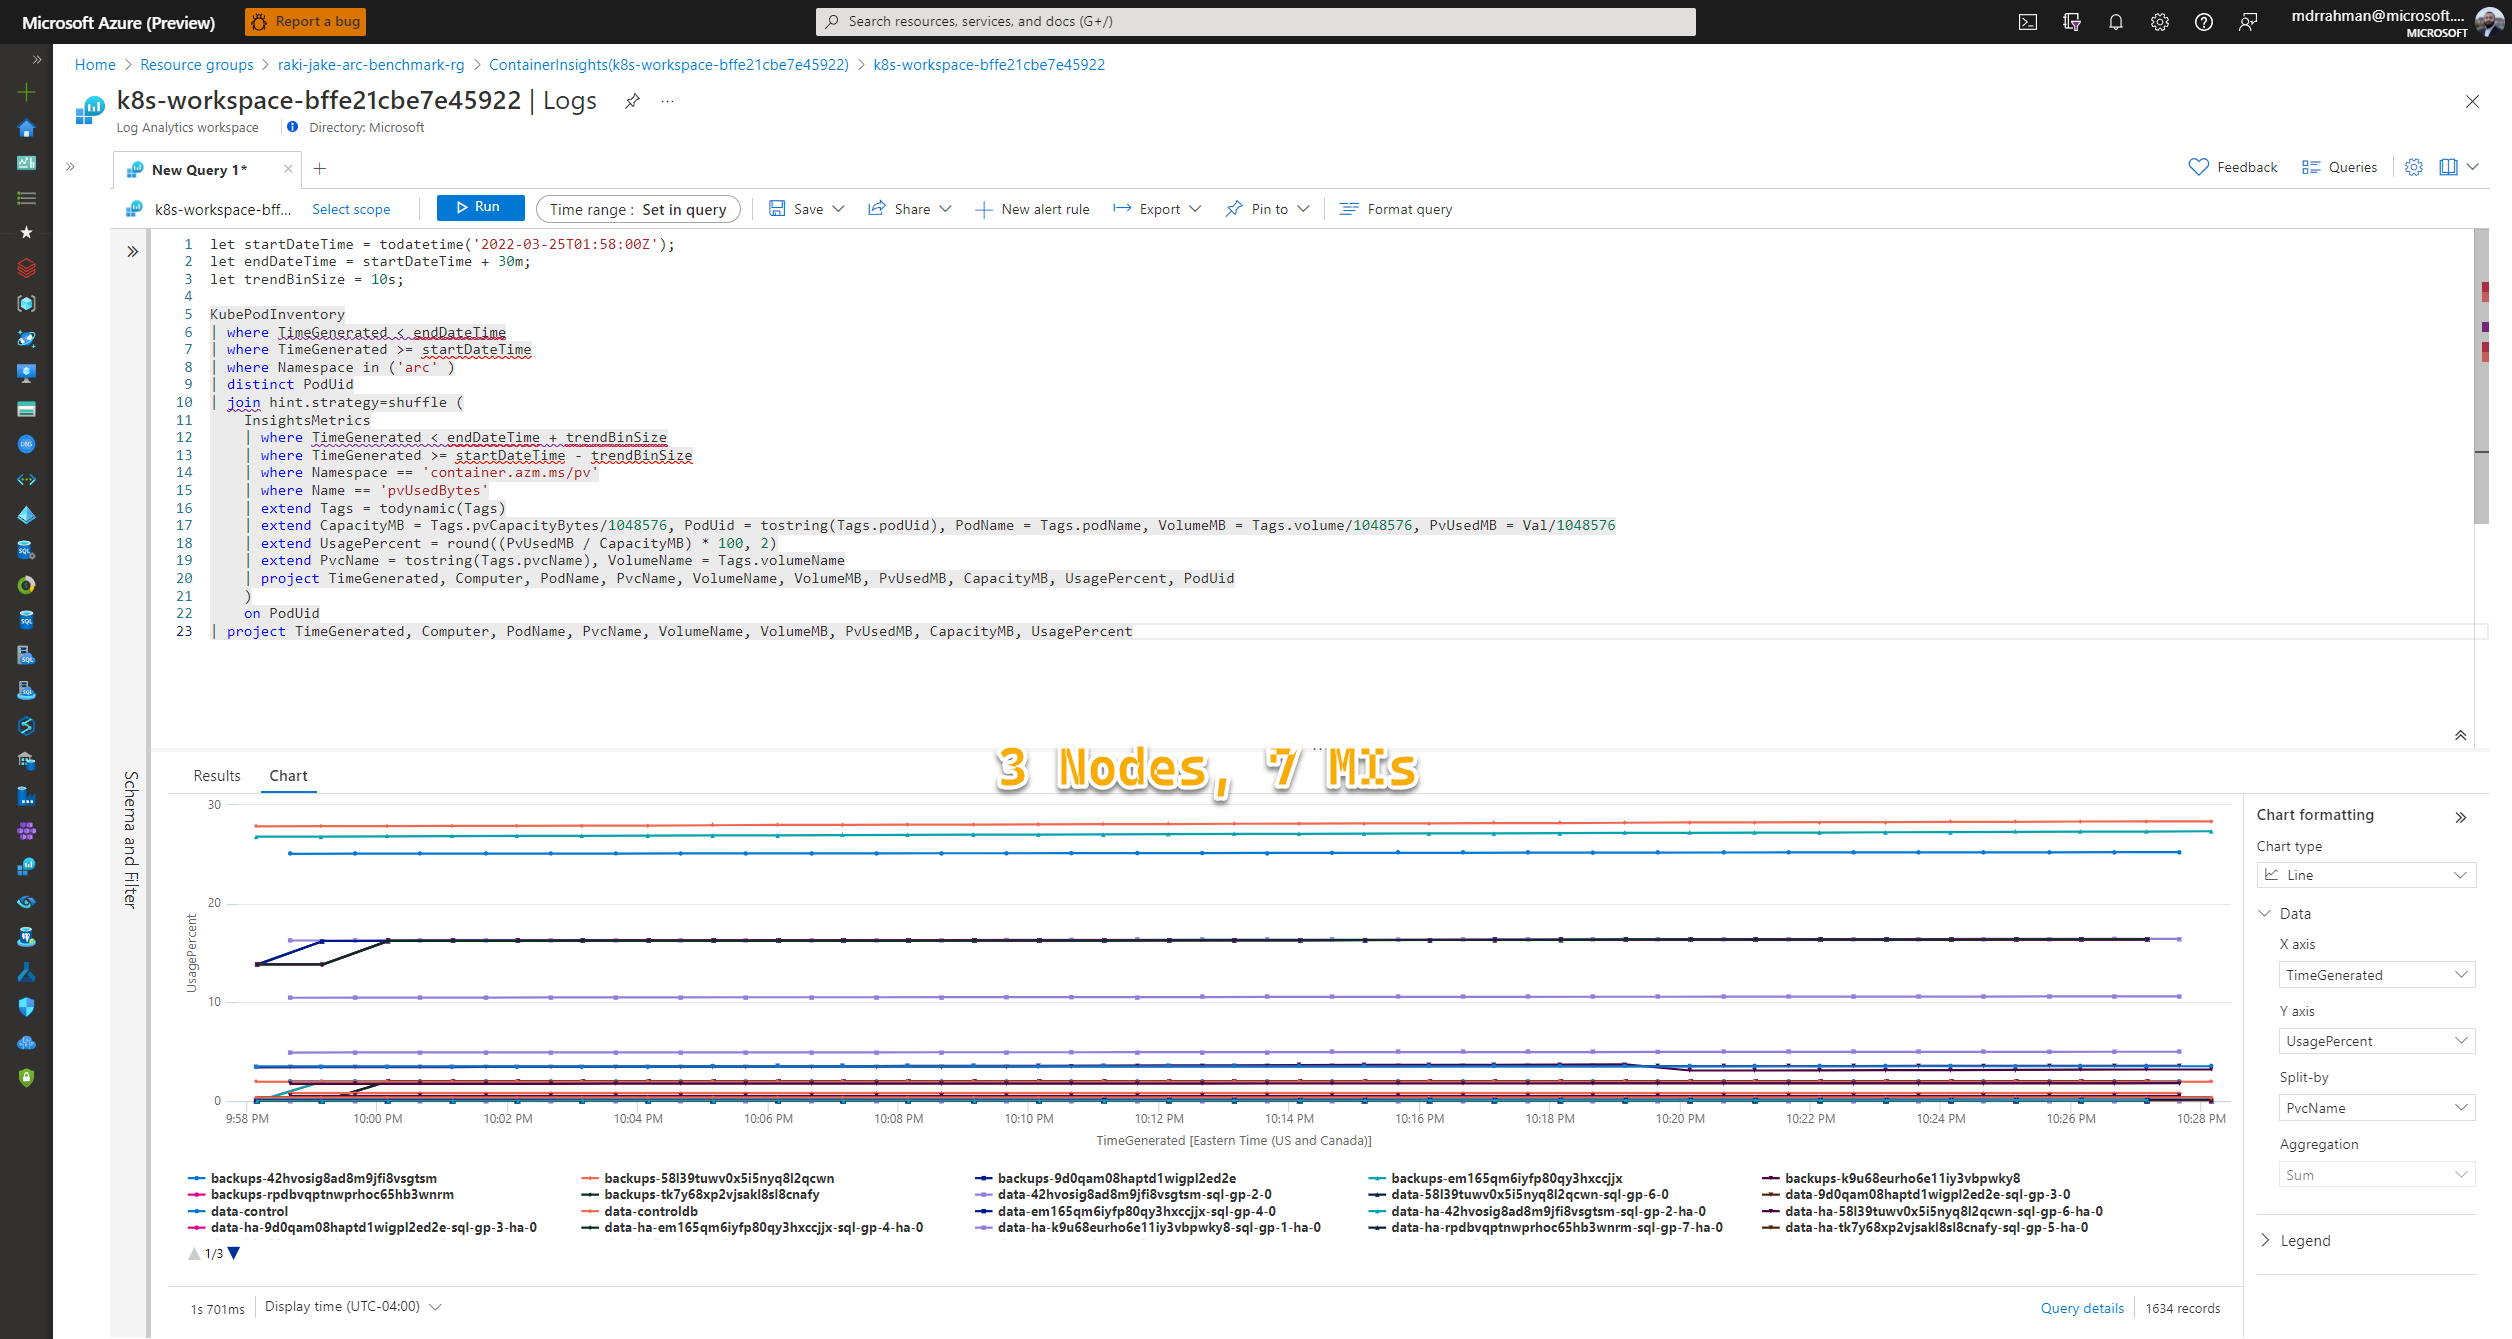 Microsoft Azure (Preview)
Report a bug
Search resources, services, and docs (G+/)
mdrrahman@microsoft....
MICROSOFT
Home > Resource groups > raki-jake-arc-benchmark-rg > ContainerInsights(k8s-workspace-bffe21cbe7e45922) > k8s-workspace-bffe21cbe7e45922
k8s-workspace-bffe21cbe7e45922 | Logs
Log Analytics workspace
Directory: Microsoft
New Query 1*
Feedback
Queries
k8s-workspace-bff...
Select scope
Run
Time range : Set in query
Save
Share
New alert rule
Export
Pin to
Format query
1 let startDateTime = todatetime('2022-03-25T01:58:00Z');
2 let endDateTime = startDateTime + 30m;
3 let trendBinSize = 10s;
4
5 KubePodInventory
6 | where TimeGenerated < endDateTime
7 | where TimeGenerated >= startDateTime
8 | where Namespace in ('arc' )
9 | distinct PodUid
10 | join hint.strategy=shuffle (
11 InsightsMetrics
12 | where TimeGenerated < endDateTime + trendBinSize
13 | where TimeGenerated >= startDateTime - trendBinSize
14 | where Namespace == 'container.azm.ms/pv'
15 | where Name == 'pvUsedBytes'
16 | extend Tags = todynamic(Tags)
17 | extend CapacityMB = Tags.pvCapacityBytes/1048576, PodUid = tostring(Tags.podUid), PodName = Tags.podName, VolumeMB = Tags.volume/1048576, PvUsedMB = Val/1048576
18 | extend UsagePercent = round((PvUsedMB / CapacityMB) * 100, 2)
19 | extend PvcName = tostring(Tags.pvcName), VolumeName = Tags.volumeName
20 | project TimeGenerated, Computer, PodName, PvcName, VolumeName, VolumeMB, PvUsedMB, CapacityMB, UsagePercent, PodUid
21 )
22 on PodUid
23 | project TimeGenerated, Computer, PodName, PvcName, VolumeName, VolumeMB, PvUsedMB, CapacityMB, UsagePercent
Schema and Filter
3 Nodes, 7 MIs
Results
Chart
30
20
10
0
UsagePercent
9:58 PM 10:00 PM 10:02 PM 10:04 PM 10:06 PM 10:08 PM 10:10 PM 10:12 PM 10:14 PM 10:16 PM 10:18 PM 10:20 PM 10:22 PM 10:24 PM 10:26 PM 10:28 PM
TimeGenerated [Eastern Time (US and Canada)]
backups-42hvosig8ad8m9jfi8vsgtsm backups-58l39tuwv0x5i5nyq8l2qcwn backups-9d0qam08haptd1wigpl2ed2e backups-em165qm6iyfp80qy3hxccjjx backups-k9u68eurho6e11iy3vbpwky8
backups-rpdbvqptnwprhoc65hb3wnrm backups-tk7y68xp2vjsakl8sl8cnafy data-42hvosig8ad8m9jfi8vsgtsm-sql-gp-2-0 data-58l39tuwv0x5i5nyq8l2qcwn-sql-gp-6-0 data-9d0qam08haptd1wigpl2ed2e-sql-gp-3-0
data-control data-controldb data-em165qm6iyfp80qy3hxccjjx-sql-gp-4-0 data-ha-42hvosig8ad8m9jfi8vsgtsm-sql-gp-2-ha-0 data-ha-58l39tuwv0x5i5nyq8l2qcwn-sql-gp-6-ha-0
data-ha-9d0qam08haptd1wigpl2ed2e-sql-gp-3-ha-0 data-ha-em165qm6iyfp80qy3hxccjjx-sql-gp-4-ha-0 data-ha-k9u68eurho6e11iy3vbpwky8-sql-gp-1-ha-0 data-ha-rpdbvqptnwprhoc65hb3wnrm-sql-gp-7-ha-0 data-ha-tk7y68xp2vjsakl8sl8cnafy-sql-gp-5-ha-0
1/3
Chart formatting
Chart type
Line
Data
X axis
TimeGenerated
Y axis
UsagePercent
Split-by
PvcName
Aggregation
Sum
Legend
1s 701ms
Display time (UTC-04:00)
Query details
1634 records